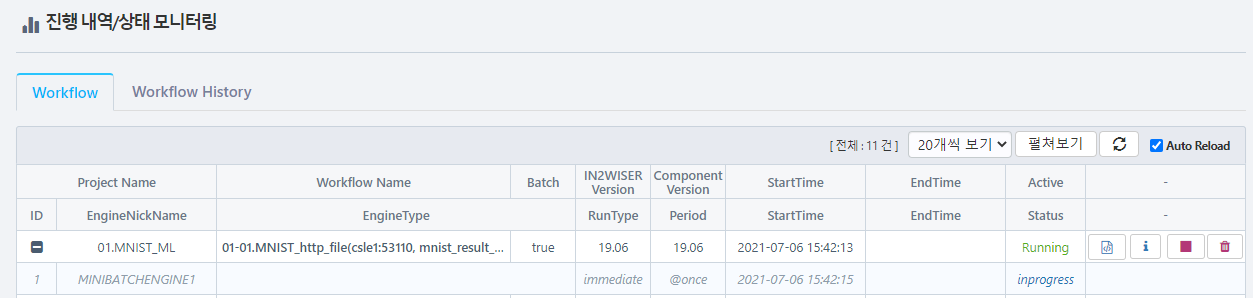 진행 내역/상태 모니터링
Workflow Workflow History
[ 전체 : 11 건 ] 20개씩 보기 펼쳐보기 Auto Reload
Project Name Workflow Name Batch IN2WISER Version Component Version StartTime EndTime Active -
ID EngineNickName EngineType RunType Period StartTime EndTime Status -
01.MNIST_ML 01-01.MNIST_http_file(csle1:53110, mnist_result_... true 19.06 19.06 2021-07-06 15:42:13 Running
1 MINIBATCHENGINE1 immediate @once 2021-07-06 15:42:15 inprogress